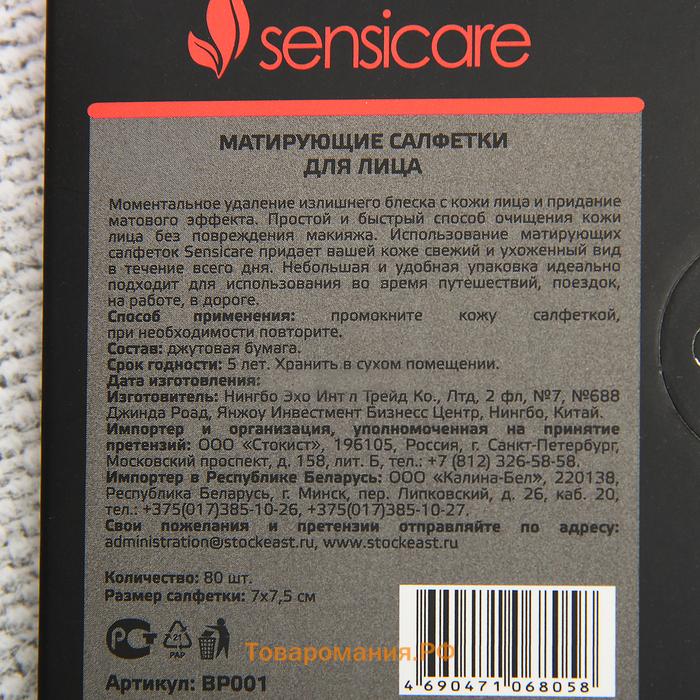 sensicare
МАТИРУЮЩИЕ САЛФЕТКИ
ДЛЯ ЛИЦА
Моментальное удаление излишнего блеска с кожи лица и придание
матового эффекта. Простой и быстрый способ очищения кожи
лица без повреждения макияжа. Использование матирующих
салфеток Sensicare придает вашей коже свежий и ухоженный вид
в течение всего дня. Небольшая и удобная упаковка идеально
подходит для использования во время путешествий, поездок,
на работе, в дороге.
Способ применения: промокните кожу салфеткой,
при необходимости повторите.
Состав: джутовая бумага.
Срок годности: 5 лет. Хранить в сухом помещении.
Дата изготовления:
Изготовитель: Нингбо Эхо Инт л Трейд Ко., Лтд, 2 фл, №7, №688
Джинда Роад, Янжоу Инвестмент Бизнесс Центр, Нингбо, Китай.
Импортер и организация, уполномоченная на принятие
претензий: ООО «Стокист», 196105, Россия, г. Санкт-Петербург,
Московский проспект, д. 158, лит. Б, тел.: +7 (812) 326-58-58.
Импортер в Республике Беларусь: ООО «Калина-Бел», 220138,
Республика Беларусь, г. Минск, пер. Липковский, д. 26, каб. 20,
тел.: +375(017)385-10-26, +375(017)385-10-27.
Свои пожелания и претензии отправляйте по адресу:
administration@stockeast.ru, www.stockeast.ru
Количество: 80 шт.
Размер салфетки: 7х7,5 см
РСТ
21
PAP
Товаромания.РФ
Артикул: BP001
4 690471 068058